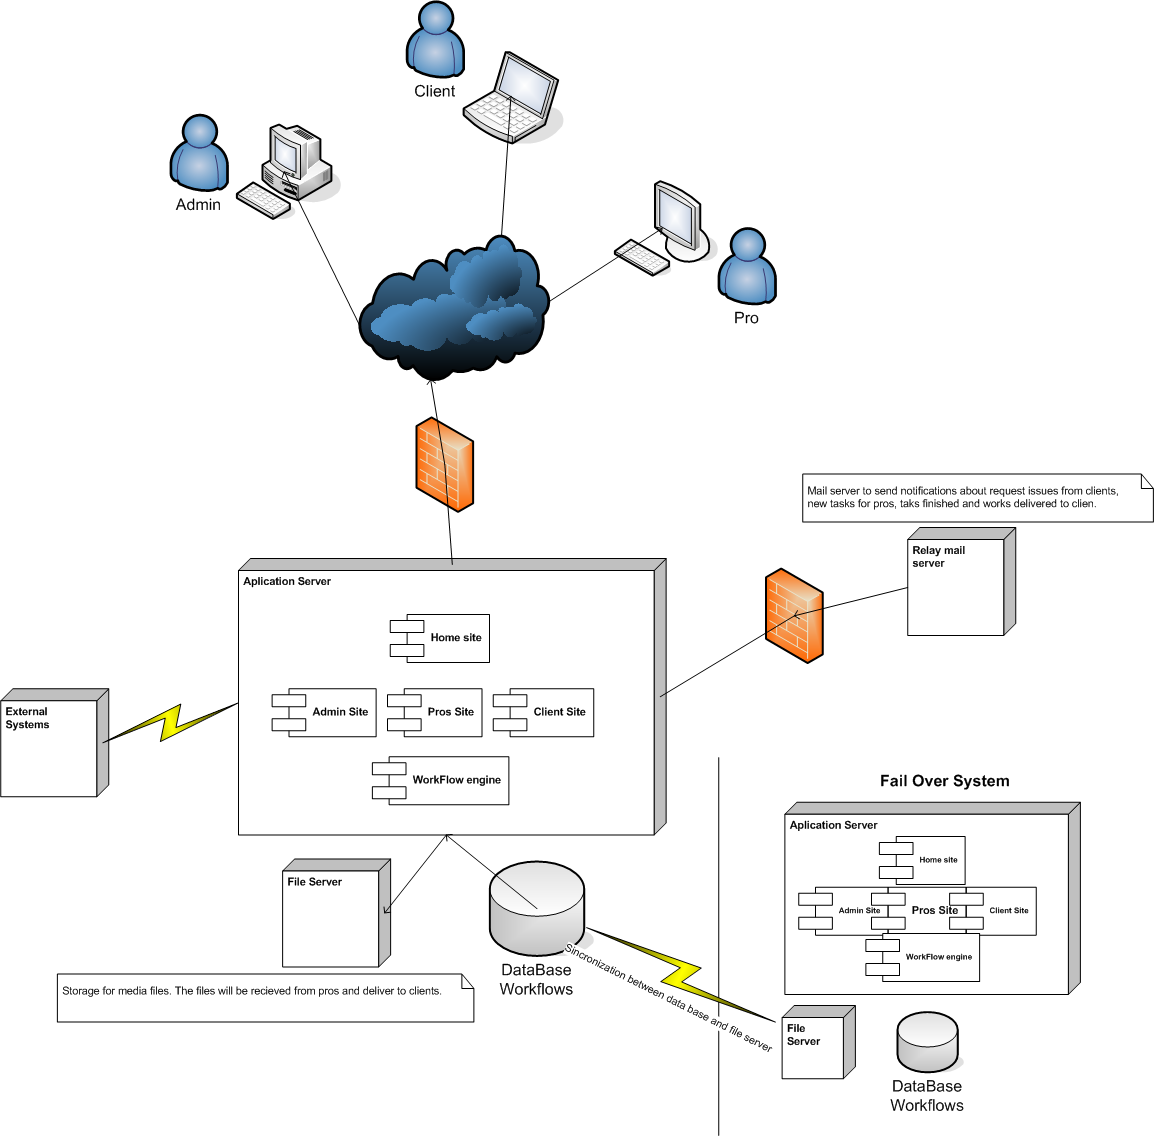 Client
Admin
Pro
Mail server to send notifications about request issues from clients,
new tasks for pros, taks finished and works delivered to clien.
Relay mail
server
Aplication Server
Home site
Admin Site
Pros Site
Client Site
WorkFlow engine
External
Systems
File Server
DataBase
Workflows
Storage for media files. The files will be recieved from pros and deliver to clients.
Sincronization between data base and file server
Fail Over System
Aplication Server
Home site
Admin Site
Pros Site
Client Site
WorkFlow engine
File
Server
DataBase
Workflows